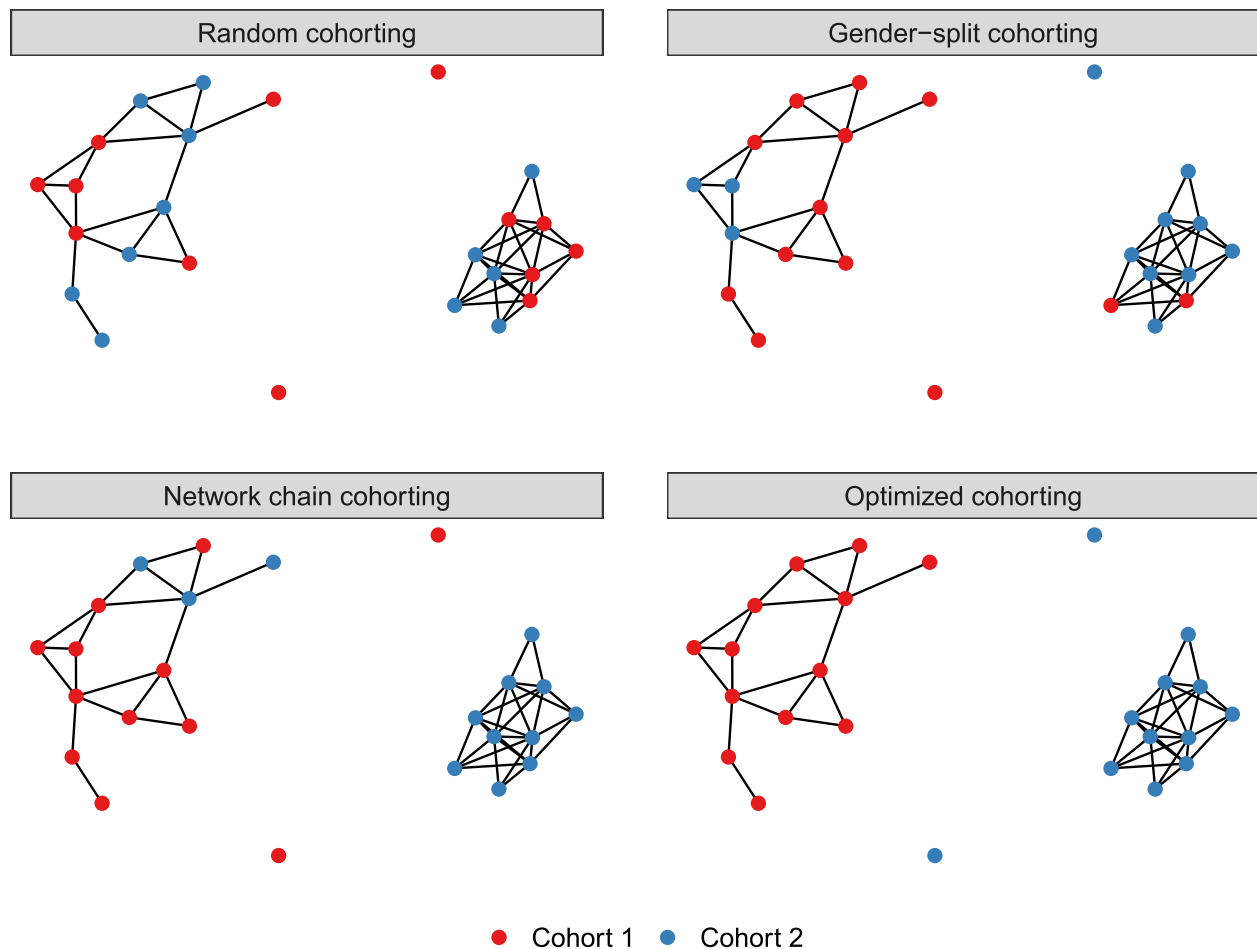 Random cohorting
Gender−split cohorting
Network chain cohorting
Optimized cohorting
Cohort 1 Cohort 2